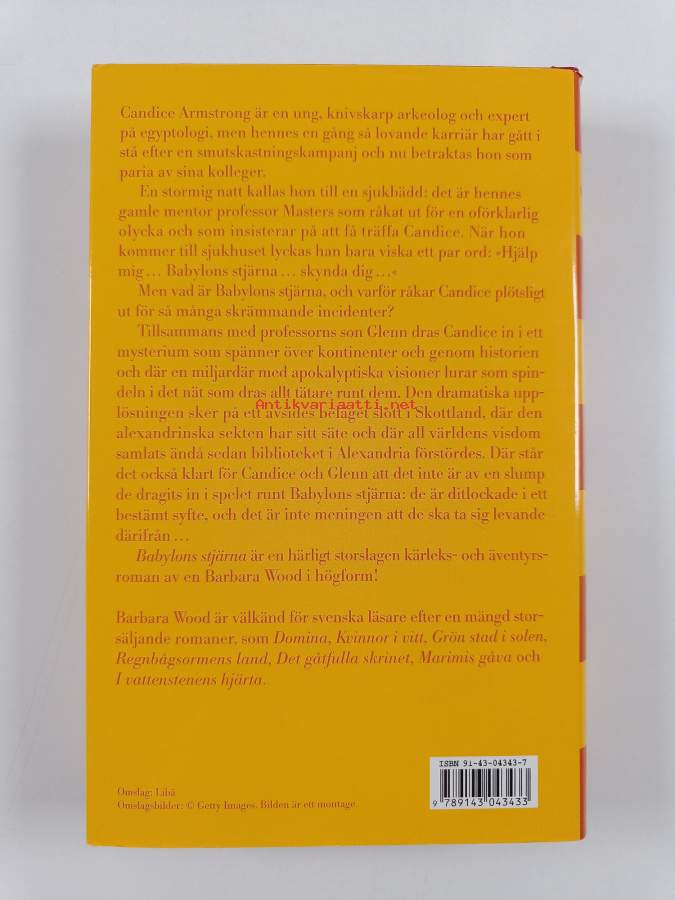 Candice Armstrong är en ung, knivskarp arkeolog och expert
på egyptologi, men hennes en gång så lovande karriär har gått i
stå efter en smutskastningskampanj och nu betraktas hon som
paria av sina kolleger.
En stormig natt kallas hon till en sjukbädd: det är hennes
gamle mentor professor Masters som råkat ut för en oförklarlig
olycka och som insisterar på att få träffa Candice. När hon
kommer till sjukhuset lyckas han bara viska ett par ord: »Hjälp
mig … Babylons stjärna … skynda dig …«
Men vad är Babylons stjärna, och varför råkar Candice plötsligt
ut för så många skrämmande incidenter?
Tillsammans med professorns son Glenn dras Candice in i ett
mysterium som spänner över kontinenter och genom historien
och där en miljardär med apokalyptiska visioner lurar som spin-
deln i det nät som dras allt tätare runt dem. Den dramatiska upp-
Antikvariaatti.net
lösningen sker på ett avsides beläget slott i Skottland, där den
alexandrinska sekten har sitt säte och där all världens visdom
samlats ändå sedan biblioteket i Alexandria förstördes. Där står
det också klart för Candice och Glenn att det inte är av en slump
de dragits in i spelet runt Babylons stjärna: de är ditlockade i ett
bestämt syfte, och det är inte meningen att de ska ta sig levande
därifrån …
Babylons stjärna är en härligt storslagen kärleks- och äventyrs-
roman av en Barbara Wood i högform!
Barbara Wood är välkänd för svenska läsare efter en mängd stor-
säljande romaner, som Domina, Kvinnor i vitt, Grön stad i solen,
Regnbågsormens land, Det gåtfulla skrinet, Marimis gåva och
I vattenstenens hjärta.
ISBN 91-43-04343-7
9 789143 043433
Omslag: Libä
Omslagsbilder: © Getty Images. Bilden är ett montage.